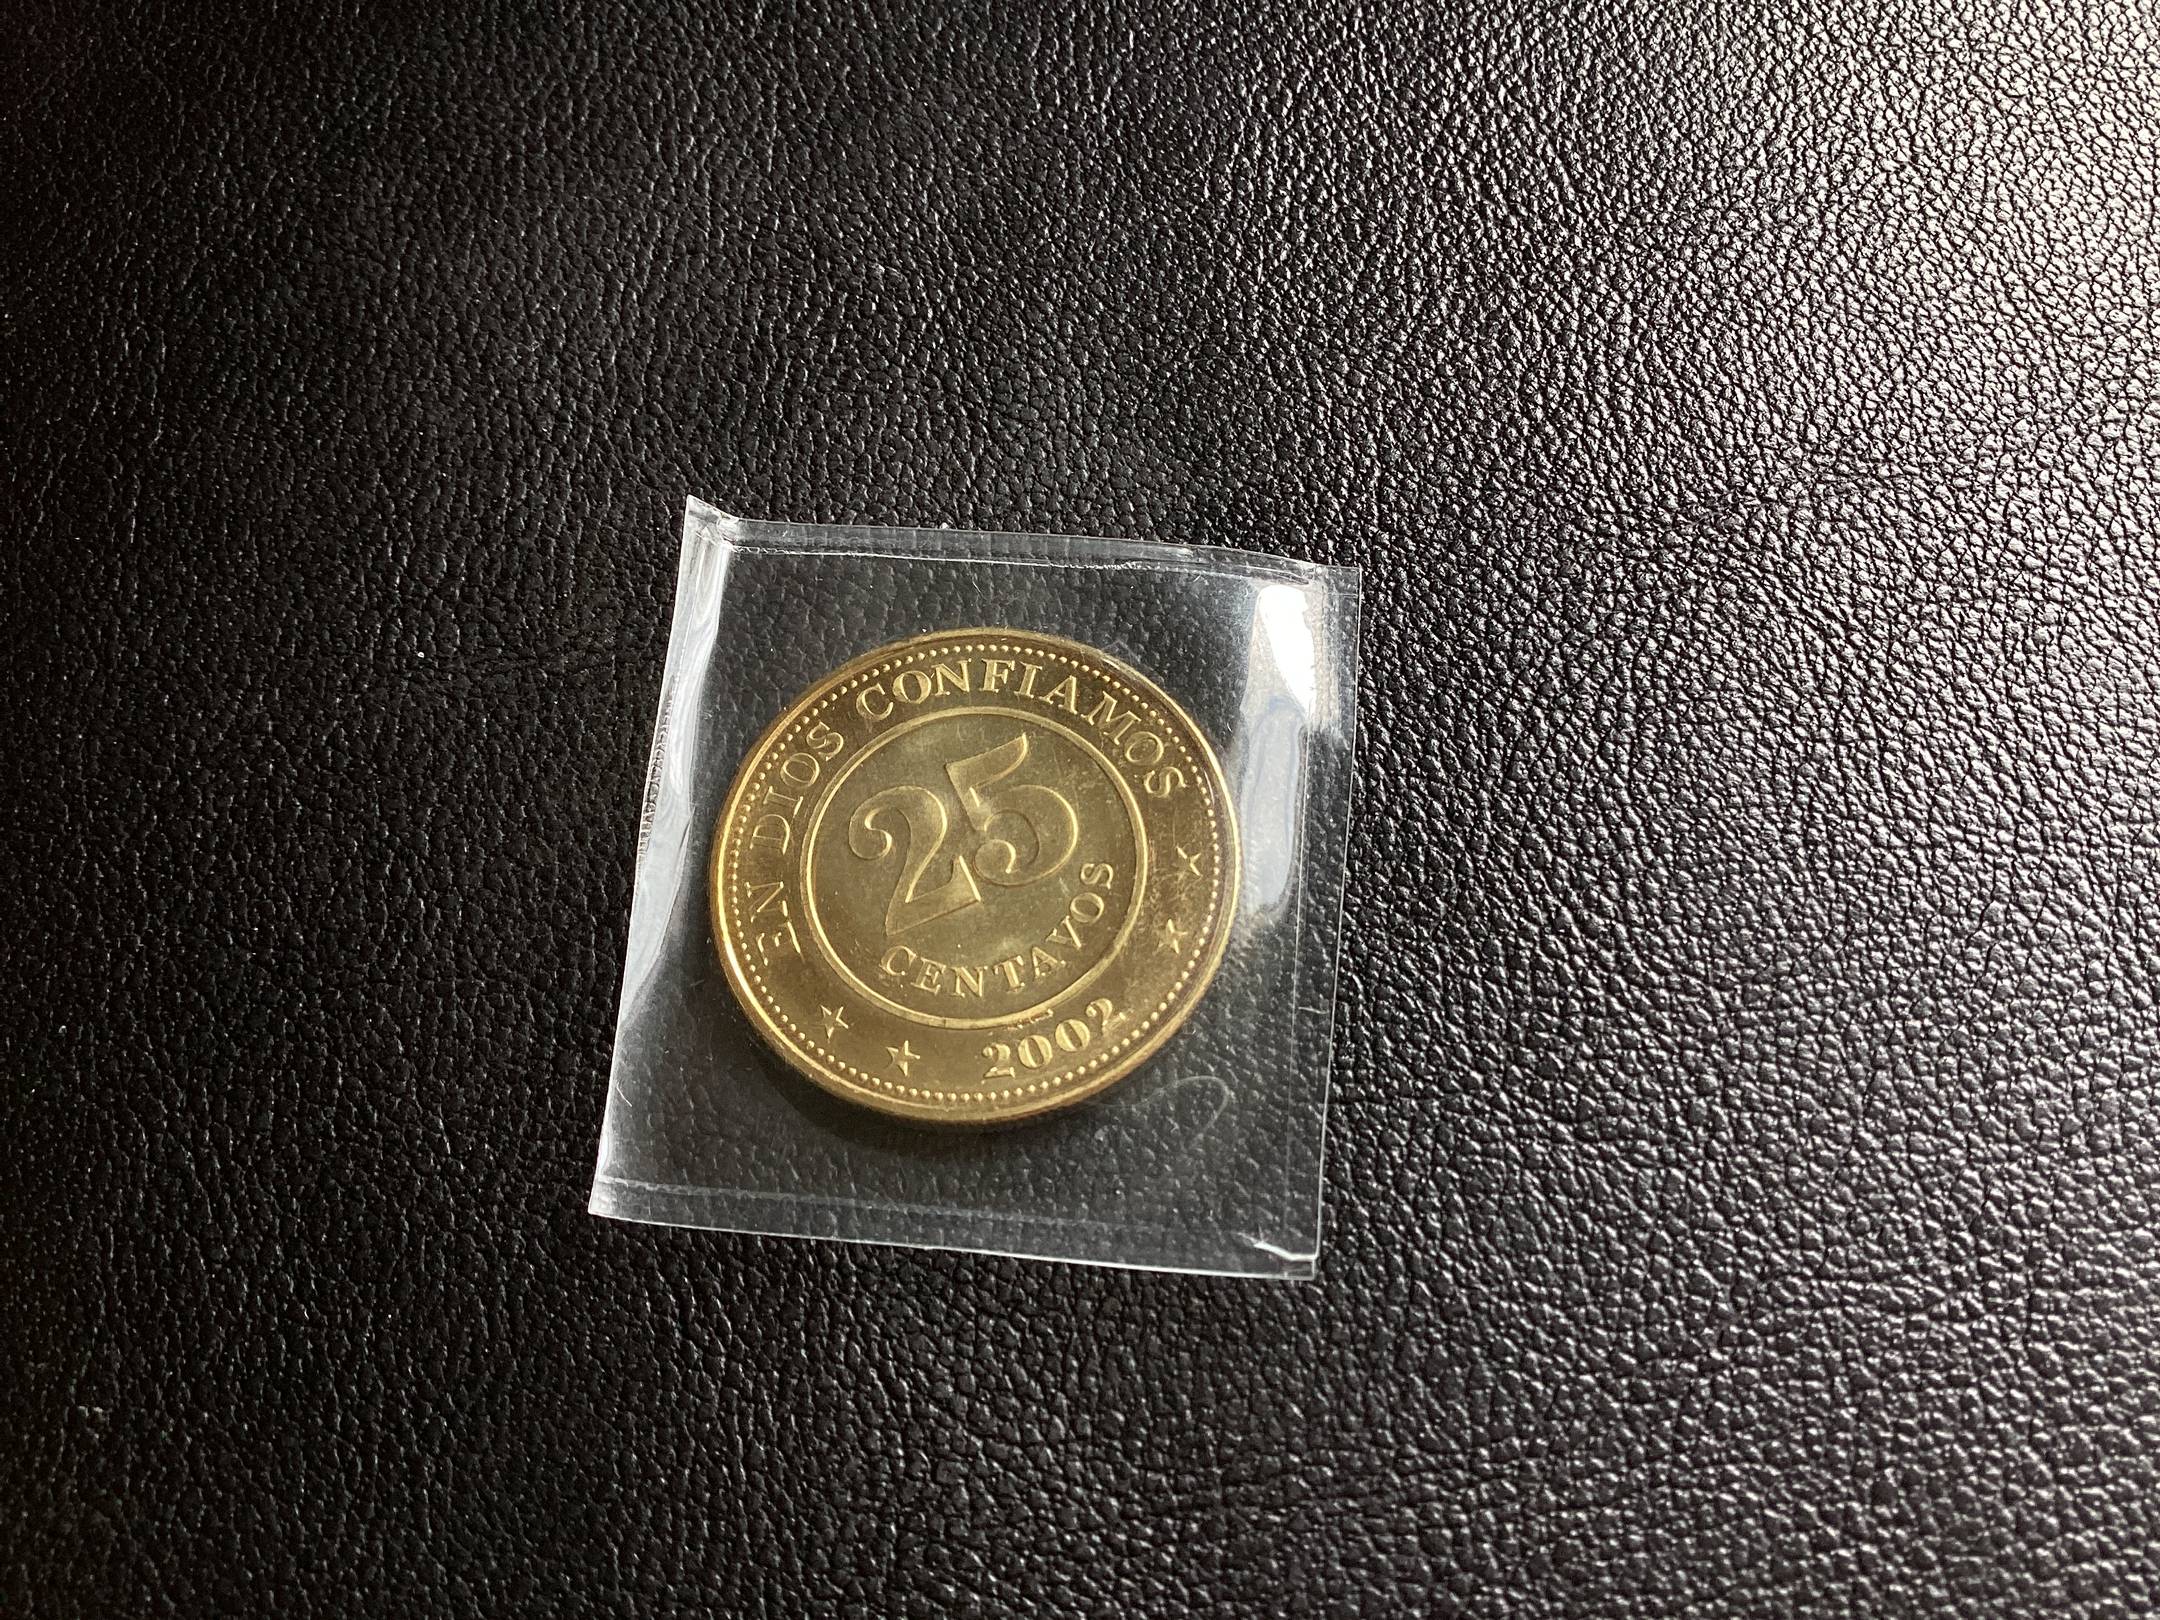 EN DIOS CONFIAMOS
25
CENTAVOS
2002